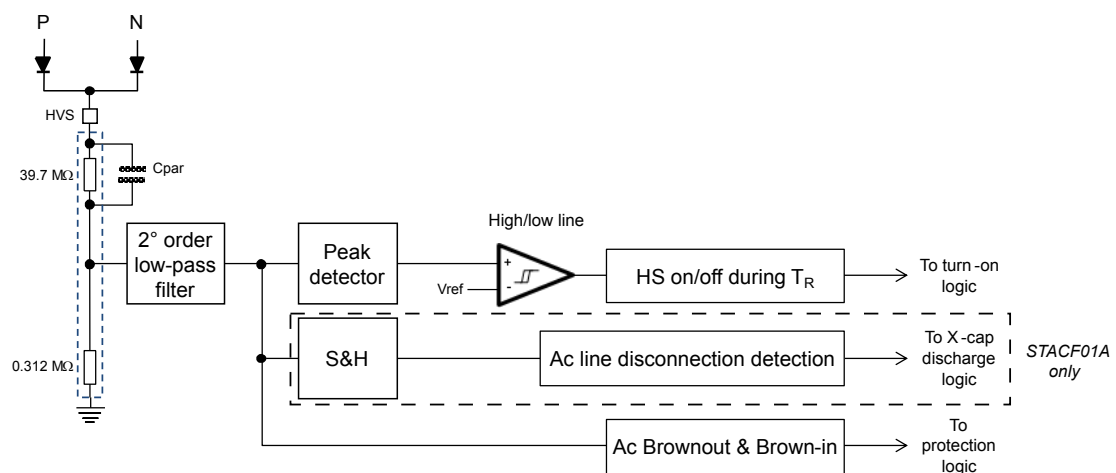 P
N
HVS
39.7 MΩ
Cpar
2° order
low-pass
filter
0.312 MΩ
Peak
detector
High/low line
+
-
Vref
HS on/off during TR
To turn-on
logic
S&H
Ac line disconnection detection
To X-cap
discharge
logic
STACF01A
only
Ac Brownout & Brown-in
To
protection
logic